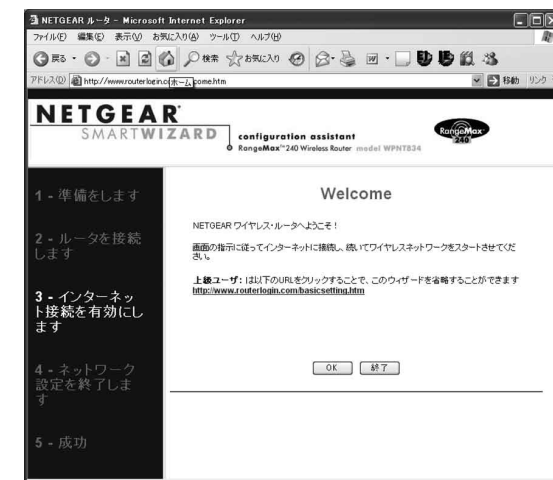 NETGEAR ルータ - Microsoft Internet Explorer
ファイル(F) 編集(E) 表示(V) お気に入り(A) ツール(T) ヘルプ(H)
戻る 検索 お気に入り
アドレス(D) http://www.routerlogin.c ホーム come.htm 移動 リンク
NETGEAR
SMARTWIZARD configuration assistant
RangeMax™240 Wireless Router model WPNT834
RangeMax 240
1 - 準備をします
2 - ルータを接続
します
3 - インターネッ
ト接続を有効にし
ます
4 - ネットワーク
設定を終了しま
す
5 - 成功
Welcome
NETGEAR ワイヤレス・ルータへようこそ！
画面の指示に従ってインターネットに接続し、続いてワイヤレスネットワークをスタートさせてくだ
さい。
上級ユーザ：は以下のURLをクリックすることで、このウィザードを省略することができます
http://www.routerlogin.com/basicsetting.htm
OK 終了